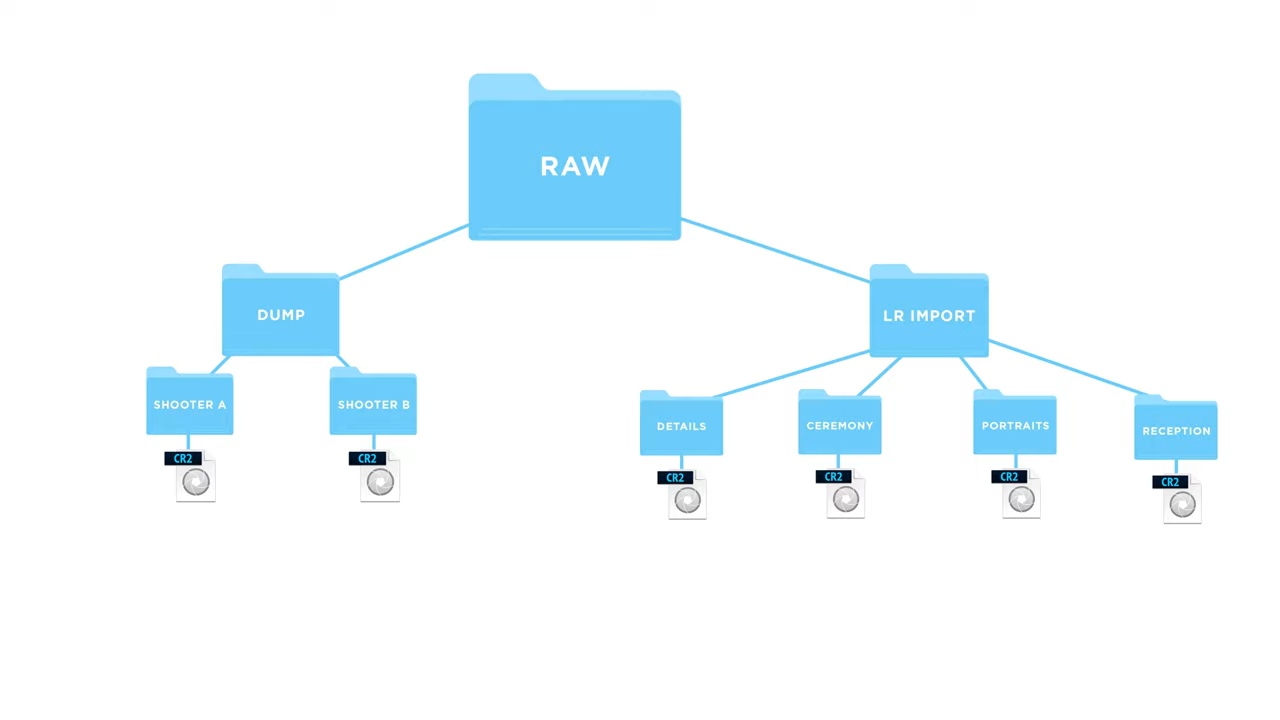 RAW
DUMP
LR IMPORT
SHOOTER A
SHOOTER B
DETAILS
CEREMONY
PORTRAITS
RECEPTION
CR2
CR2
CR2
CR2
CR2
CR2